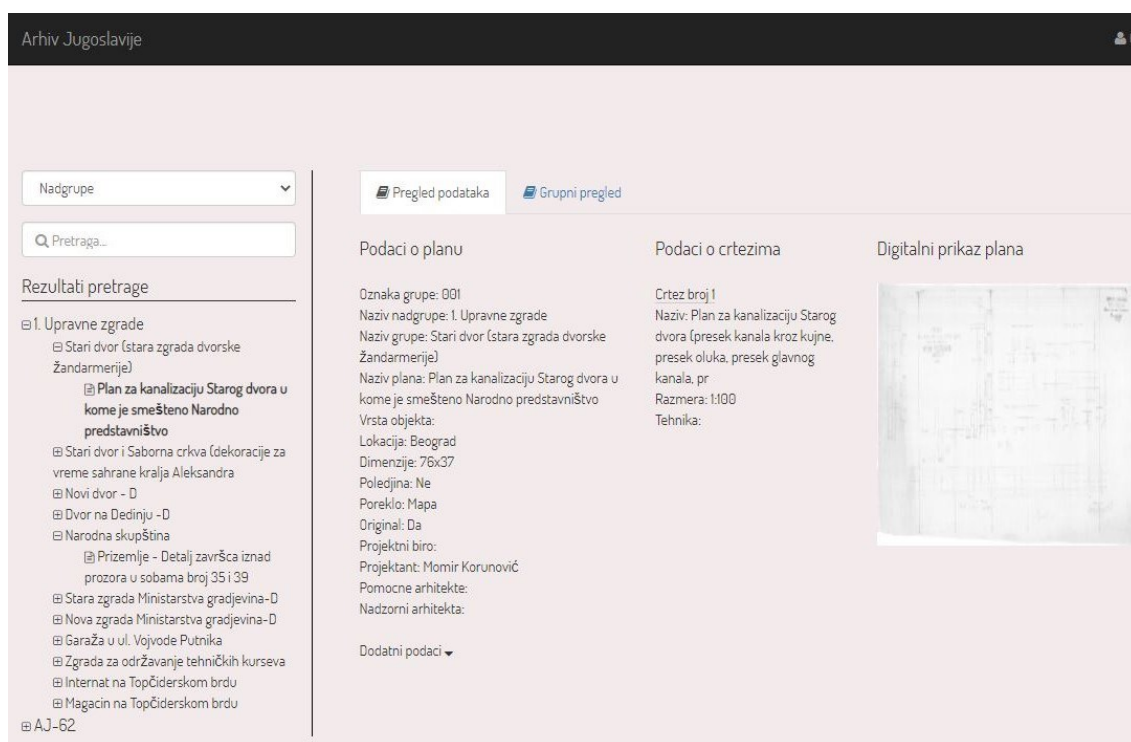 Arhiv Jugoslavije
Nadgrupe
Pretraga...
Rezultati pretrage
1. Upravne zgrade
Stari dvor (stara zgrada dvorske
žandarmerije)
Plan za kanalizaciju Starog dvora u
kome je smešteno Narodno
predstavništvo
Stari dvor i Saborna crkva (dekoracije za
vreme sahrane kralja Aleksandra
Novi dvor - D
Dvor na Dedinju -D
Narodna skupština
Prizemlje - Detalj završca iznad
prozora u sobama broj 35 i 39
Stara zgrada Ministarstva gradjevina-D
Nova zgrada Ministarstva gradjevina-D
Garaža u ul. Vojvode Putnika
Zgrada za održavanje tehničkih kurseva
Internat na Topčiderskom brdu
Magacin na Topčiderskom brdu
AJ-62
Pregled podataka
Grupni pregled
Podaci o planu
Oznaka grupe: 001
Naziv nadgrupe: 1. Upravne zgrade
Naziv grupe: Stari dvor (stara zgrada dvorske
žandarmerije)
Naziv plana: Plan za kanalizaciju Starog dvora u
kome je smešteno Narodno predstavništvo
Vrsta objekta:
Lokacija: Beograd
Dimenzije: 76x37
Poledjina: Ne
Poreklo: Mapa
Original: Da
Projektni biro:
Projektant: Momir Korunović
Pomocne arhitekte:
Nadzorni arhitekta:
Dodatni podaci
Podaci o crtezima
Crtez broj 1
Naziv: Plan za kanalizaciju Starog
dvora (presek kanala kroz kujne,
presek oluka, presek glavnog
kanala, pr
Razmera: 1:100
Tehnika:
Digitalni prikaz plana